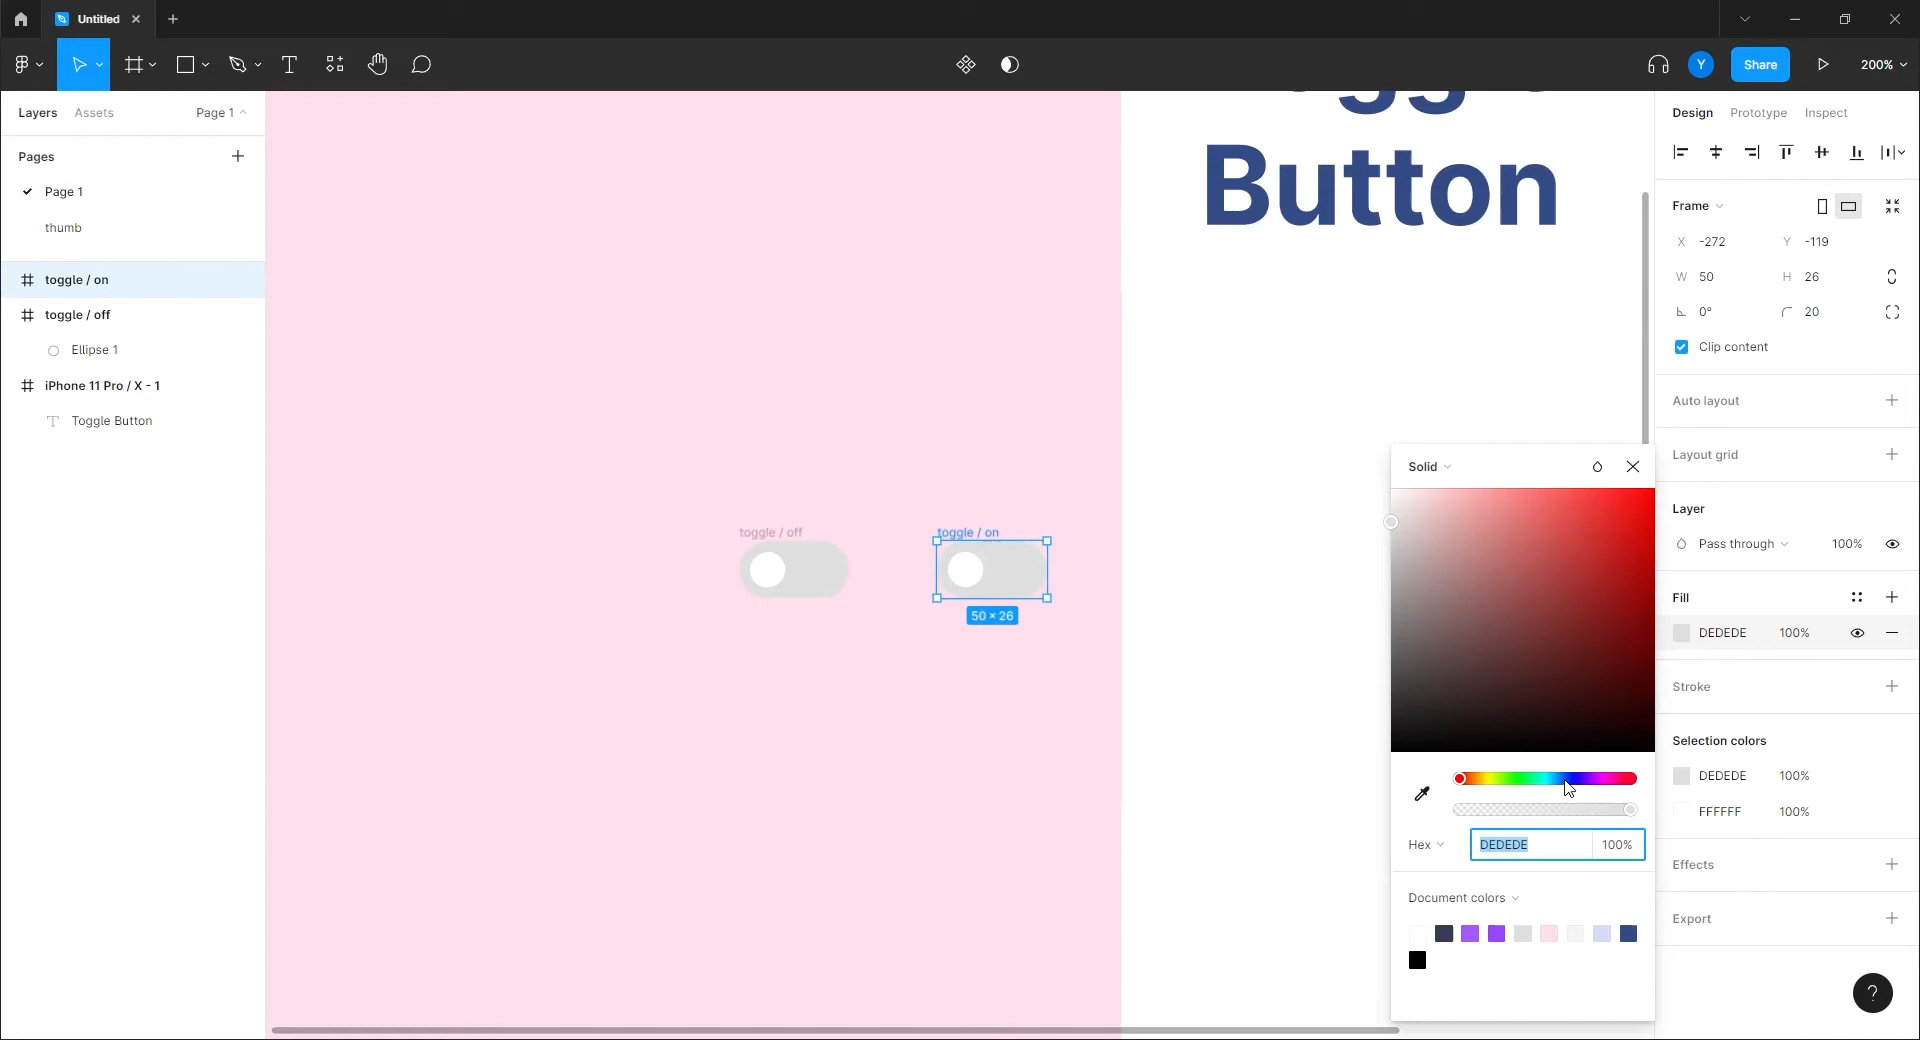 Untitled
Y
Share
200%
Layers
Assets
Page 1
Pages
Page 1
thumb
toggle / on
toggle / off
Ellipse 1
iPhone 11 Pro / X - 1
Toggle Button
Button
toggle / off
toggle / on
50 × 26
Solid
Hex
DEDEDE
100%
Document colors
Design
Prototype
Inspect
Frame
X -272
Y -119
W 50
H 26
0°
20
Clip content
Auto layout
Layout grid
Layer
Pass through
100%
Fill
DEDEDE
100%
Stroke
Selection colors
DEDEDE
100%
FFFFFF
100%
Effects
Export
?